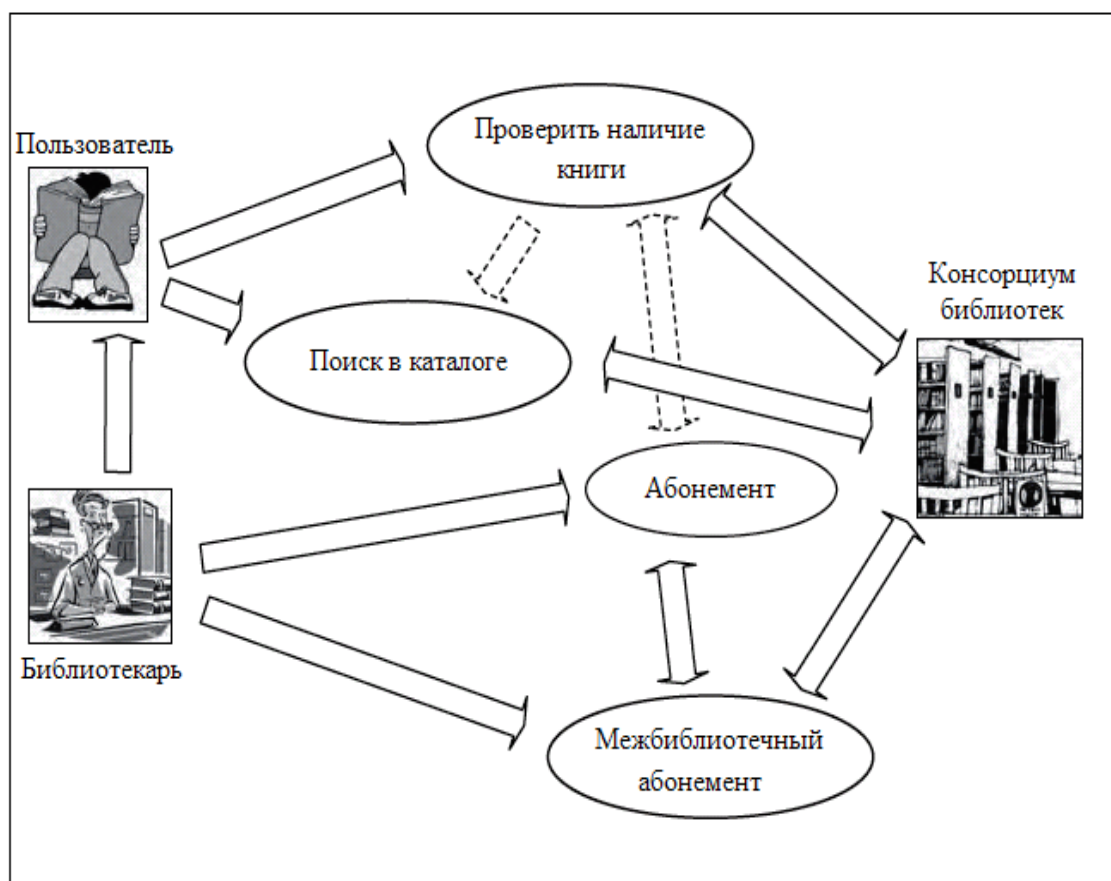 Проверить наличие
книги
Пользователь
Консорциум
библиотек
Поиск в каталоге
Абонемент
Библиотекарь
Межбиблиотечный
абонемент